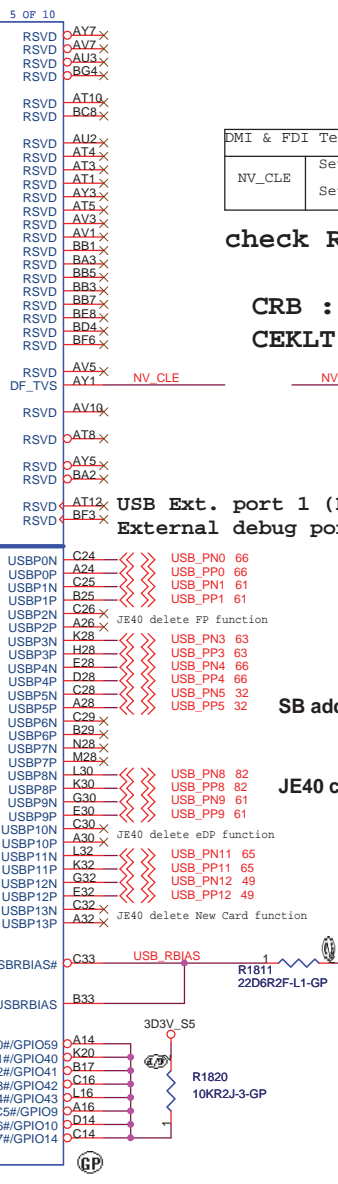 5 OF 10
RSVD AY7
RSVD AV7
RSVD AU3
RSVD BG4
RSVD AT10
RSVD BC8
DMI & FDI Te
RSVD AU2
RSVD AT4
RSVD AT3
RSVD AT1
RSVD AY3
RSVD AT5
RSVD AV3
RSVD AV1
RSVD BB1
RSVD BA3
RSVD BB5
RSVD BB3
RSVD BB7
RSVD BE8
RSVD BD4
RSVD BF6
NV_CLE
Se
Se
check R
CRB :
CEKLT
RSVD AV5
DF_TVS AY1 NV_CLE NV
RSVD AV10
RSVD AT8
RSVD AY5
RSVD BA2
RSVD AT12
RSVD BF3
USB Ext. port 1 (
External debug po
USBP0N C24 USB_PN0 66
USBP0P A24 USB_PP0 66
USBP1N C25 USB_PN1 61
USBP1P B25 USB_PP1 61
USBP2N C26
USBP2P A26
JE40 delete FP function
USBP3N K28 USB_PN3 63
USBP3P H28 USB_PP3 63
USBP4N E28 USB_PN4 66
USBP4P D28 USB_PP4 66
USBP5N C28 USB_PN5 32
USBP5P A28 USB_PP5 32
SB add
USBP6N C29
USBP6P B29
USBP7N N28
USBP7P M28
USBP8N L30 USB_PN8 82
USBP8P K30 USB_PP8 82
USBP9N G30 USB_PN9 61
USBP9P E30 USB_PP9 61
JE40 c
USBP10N C30
USBP10P A30
JE40 delete eDP function
USBP11N L32 USB_PN11 65
USBP11P K32 USB_PP11 65
USBP12N G32 USB_PN12 49
USBP12P E32 USB_PP12 49
USBP13N C32
USBP13P A32
JE40 delete New Card function
SBRBIAS# C33 USB_RBIAS 1
R1811
22D6R2F-L1-GP
USBRBIAS B33
3D3V_S5
0#/GPIO59 A14
1#/GPIO40 K20
2#/GPIO41 B17
3#/GPIO42 C16
4#/GPIO43 L16
C5#/GPIO9 A16
6#/GPIO10 D14
7#/GPIO14 C14
R1820
10KR2J-3-GP
1
GP